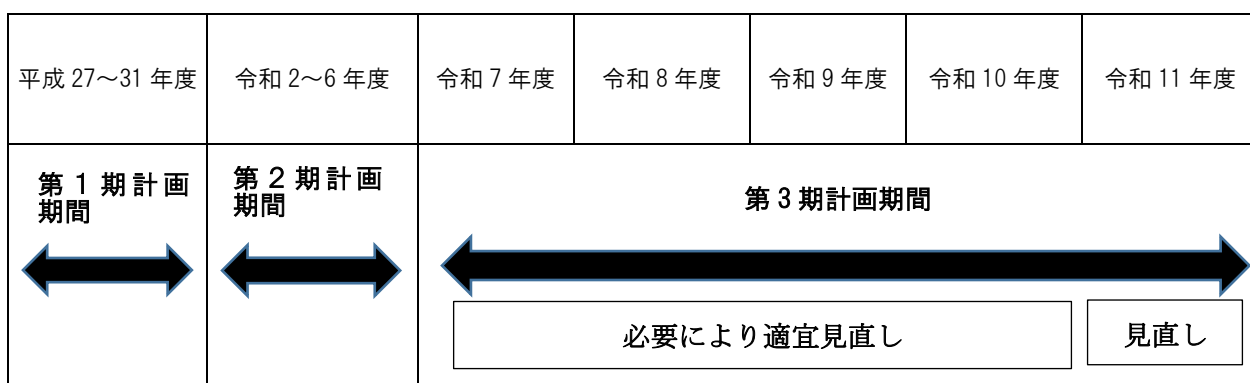 平成 27～31 年度
令和 2～6 年度
令和 7 年度
令和 8 年度
令和 9 年度
令和 10 年度
令和 11 年度
第 1 期計画
期間
第 2 期計画
期間
第 3 期計画期間
必要により適宜見直し
見直し